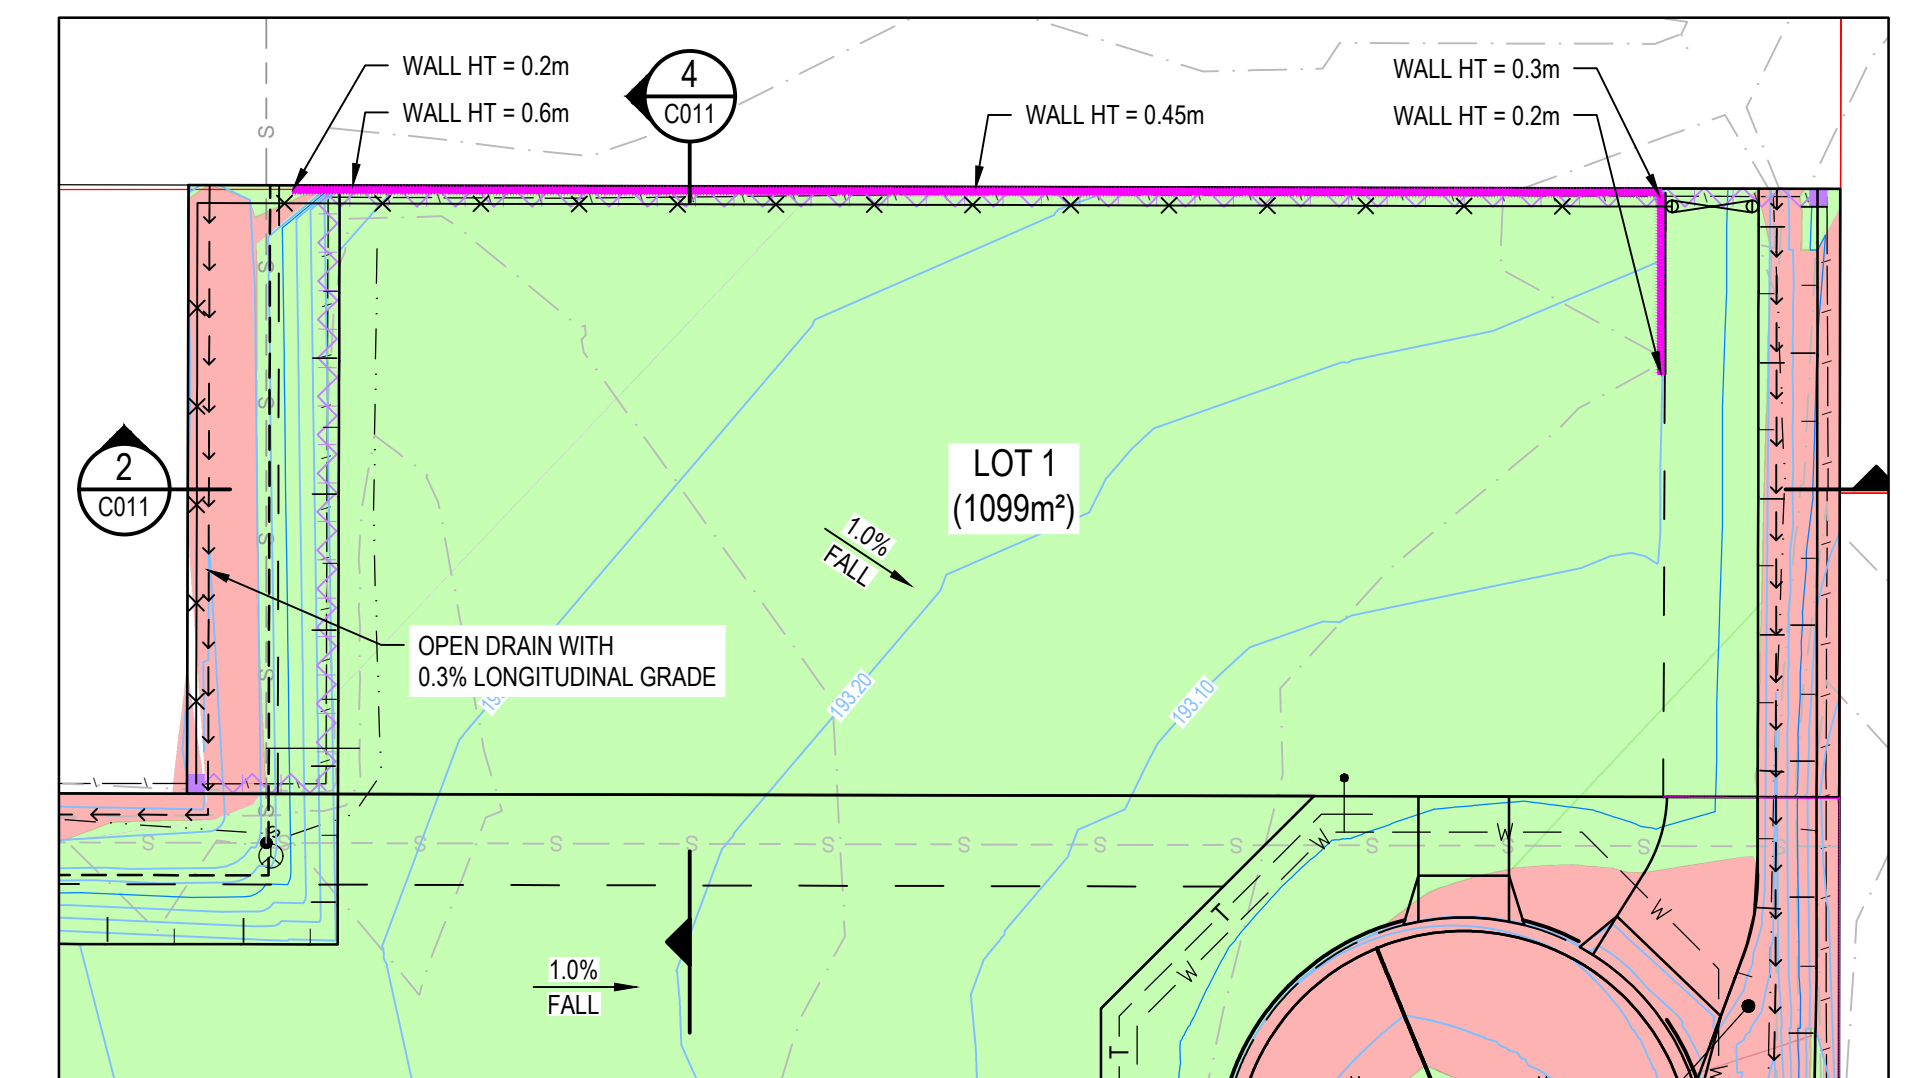 WALL HT = 0.2m
WALL HT = 0.6m
4
C011
WALL HT = 0.45m
WALL HT = 0.3m
WALL HT = 0.2m
S
S
S
S
S
S
2
C011
LOT 1
(1099m²)
1.0%
FALL
OPEN DRAIN WITH
0.3% LONGITUDINAL GRADE
193.20
193.10
S
S
S
S
S
S
S
S
S
S
S
S
S
W
W
W
W
T
T
1.0%
FALL